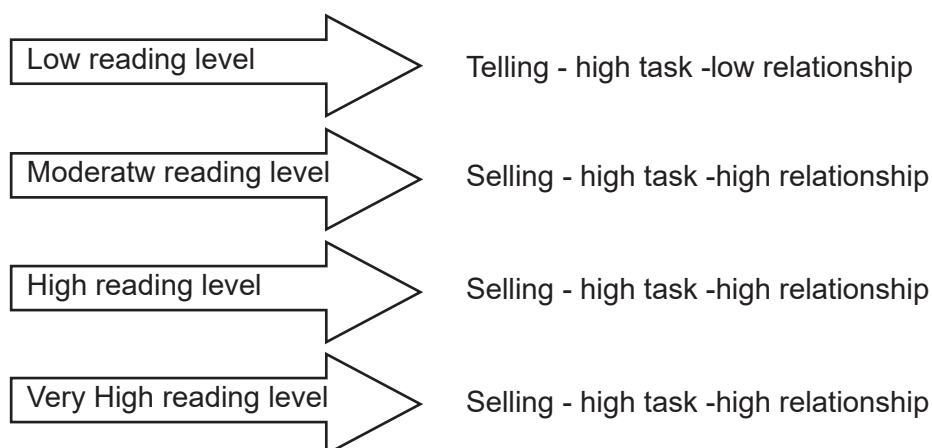 Low reading level
Telling - high task -low relationship
Moderatw reading level
Selling - high task -high relationship
High reading level
Selling - high task -high relationship
Very High reading level
Selling - high task -high relationship